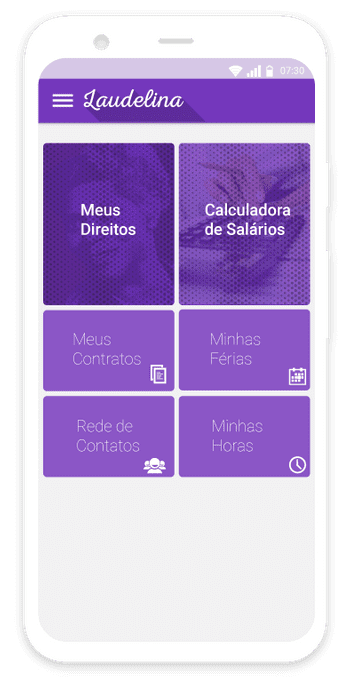 07:30
Laudelina
Meus
Direitos
Calculadora
de Salários
Meus
Contratos
Minhas
Férias
Rede de
Contatos
Minhas
Horas